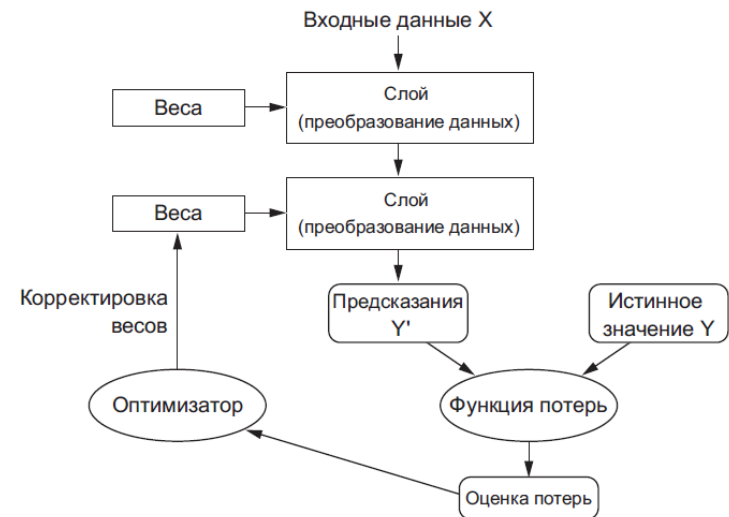 Входные данные X
Слой
(преобразование данных)
Веса
Слой
(преобразование данных)
Веса
Корректировка
весов
Предсказания
Y'
Истинное
значение Y
Оптимизатор
Функция потерь
Оценка потерь